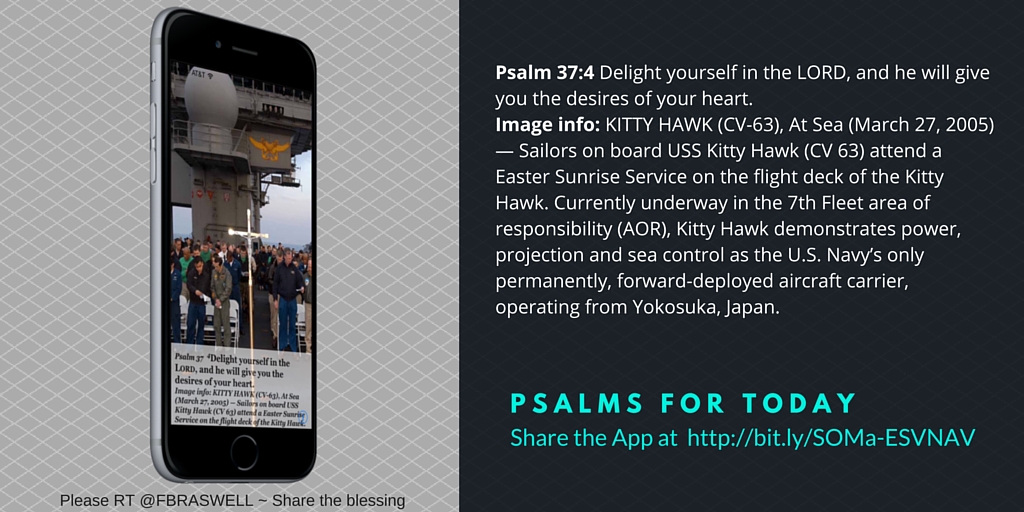 AT&T
Psalm 37 4Delight yourself in the
LORD, and he will give you the
desires of your heart.
Image info: KITTY HAWK (CV-63), At Sea
(March 27, 2005) — Sailors on board USS
Kitty Hawk (CV 63) attend a Easter Sunrise
Service on the flight deck of the Kitty Hawk.
Please RT @FBRASWELL ~ Share the blessing
Psalm 37:4 Delight yourself in the LORD, and he will give
you the desires of your heart.
Image info: KITTY HAWK (CV-63), At Sea (March 27, 2005)
— Sailors on board USS Kitty Hawk (CV 63) attend a
Easter Sunrise Service on the flight deck of the Kitty
Hawk. Currently underway in the 7th Fleet area of
responsibility (AOR), Kitty Hawk demonstrates power,
projection and sea control as the U.S. Navy’s only
permanently, forward-deployed aircraft carrier,
operating from Yokosuka, Japan.
PSALMS FOR TODAY
Share the App at http://bit.ly/SOMa-ESVNAV